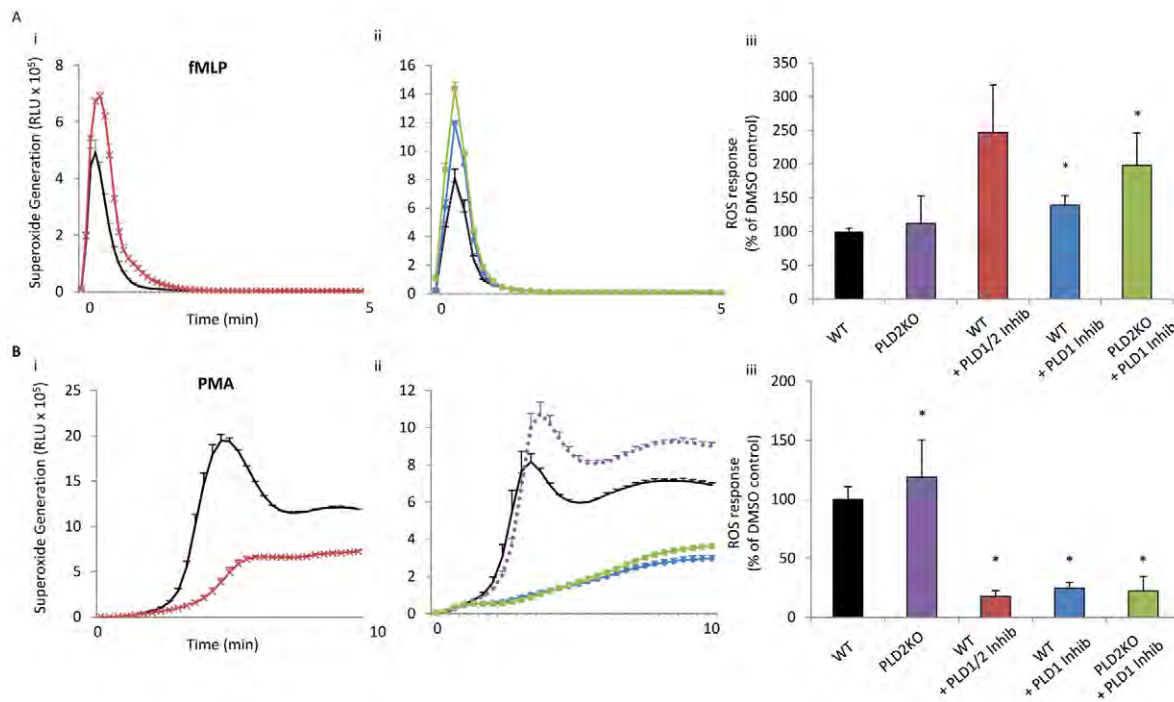 A
i
ii
iii
fMLP
Superoxide Generation (RLU x 10⁵)
8
6
4
2
0
0
5
Time (min)
16
14
12
10
8
6
4
2
0
0
5
ROS response
(% of DMSO control)
350
300
250
200
150
100
50
0
*
*
WT
PLD2KO
WT
+ PLD1/2 Inhib
WT
+ PLD1 Inhib
PLD2KO
+ PLD1 Inhib
B
i
ii
iii
PMA
Superoxide Generation (RLU x 10⁵)
25
20
15
10
5
0
0
10
Time (min)
12
10
8
6
4
2
0
0
10
ROS response
(% of DMSO control)
200
150
100
50
0
*
*
*
*
WT
PLD2KO
WT
+ PLD1/2 Inhib
WT
+ PLD1 Inhib
PLD2KO
+ PLD1 Inhib